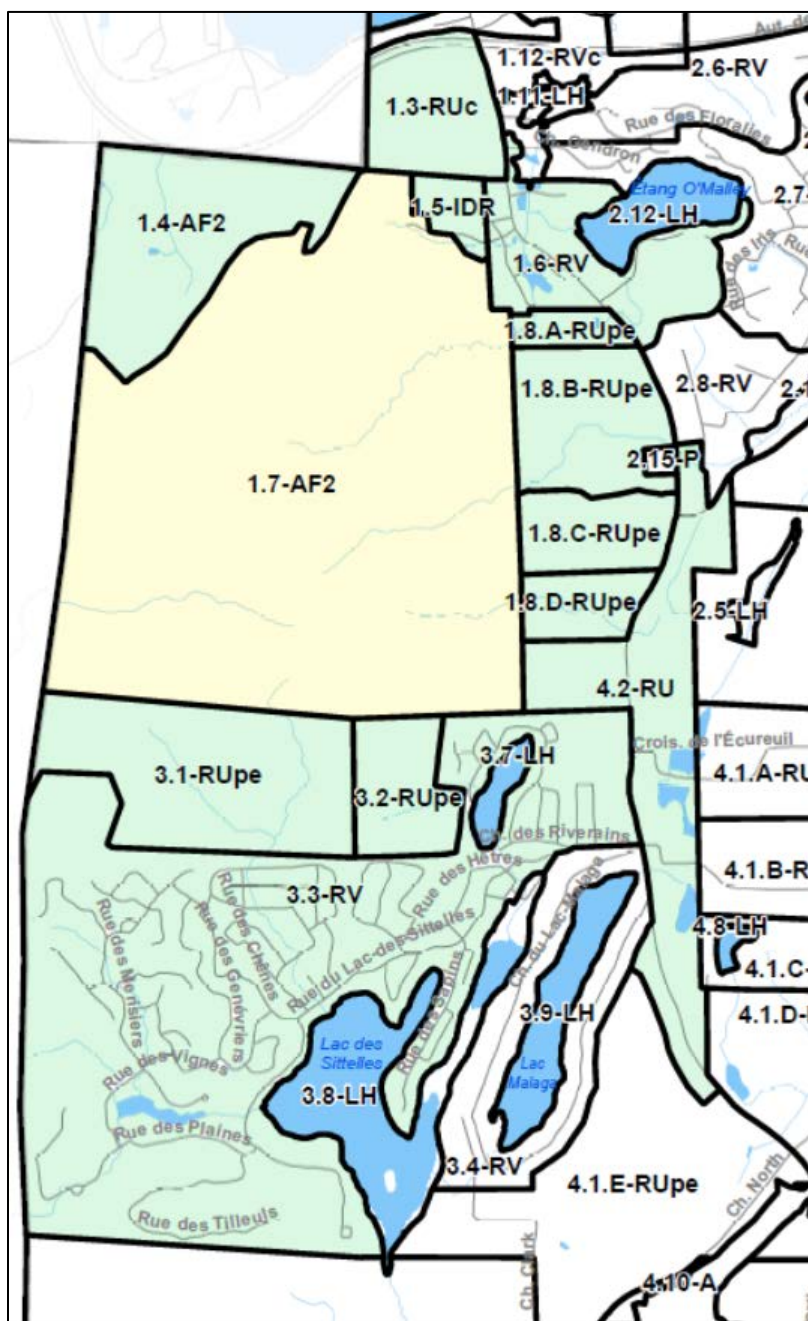 Aut. de
1.12-RVc
2.6-RV
1.11-LH
1.3-RUc
Rue des Floralies
Ch. Gendron
Étang O'Malley
2.7-
1.5-IDR
2.12-LH
1.4-AF2
1.6-RV
Rue des Iris
1.8.A-RUpe
2.8-RV
1.8.B-RUpe
2.15-P
1.7-AF2
1.8.C-RUpe
1.8.D-RUpe
2.5-LH
4.2-RU
Crois. de l'Écureuil
3.7-LH
3.1-RUpe
4.1.A-RU
3.2-RUpe
Ch. des Riverains
Rue des Hêtres
4.1.B-R
3.3-RV
Ch. du Lac-Malaga
Rue des Chênes
Rue des Merisiers
Rue des Genévriers
Rue du Lac-des-Sittelles
4.8-LH
4.1.C-
Rue des Sapins
3.9-LH
4.1.D-
Lac des
Sittelles
Rue des Vignes
Lac
Malaga
3.8-LH
Rue des Plaines
3.4-RV
4.1.E-RUpe
Ch. North
Rue des Tilleuls
Ch. Clark
4.10-A